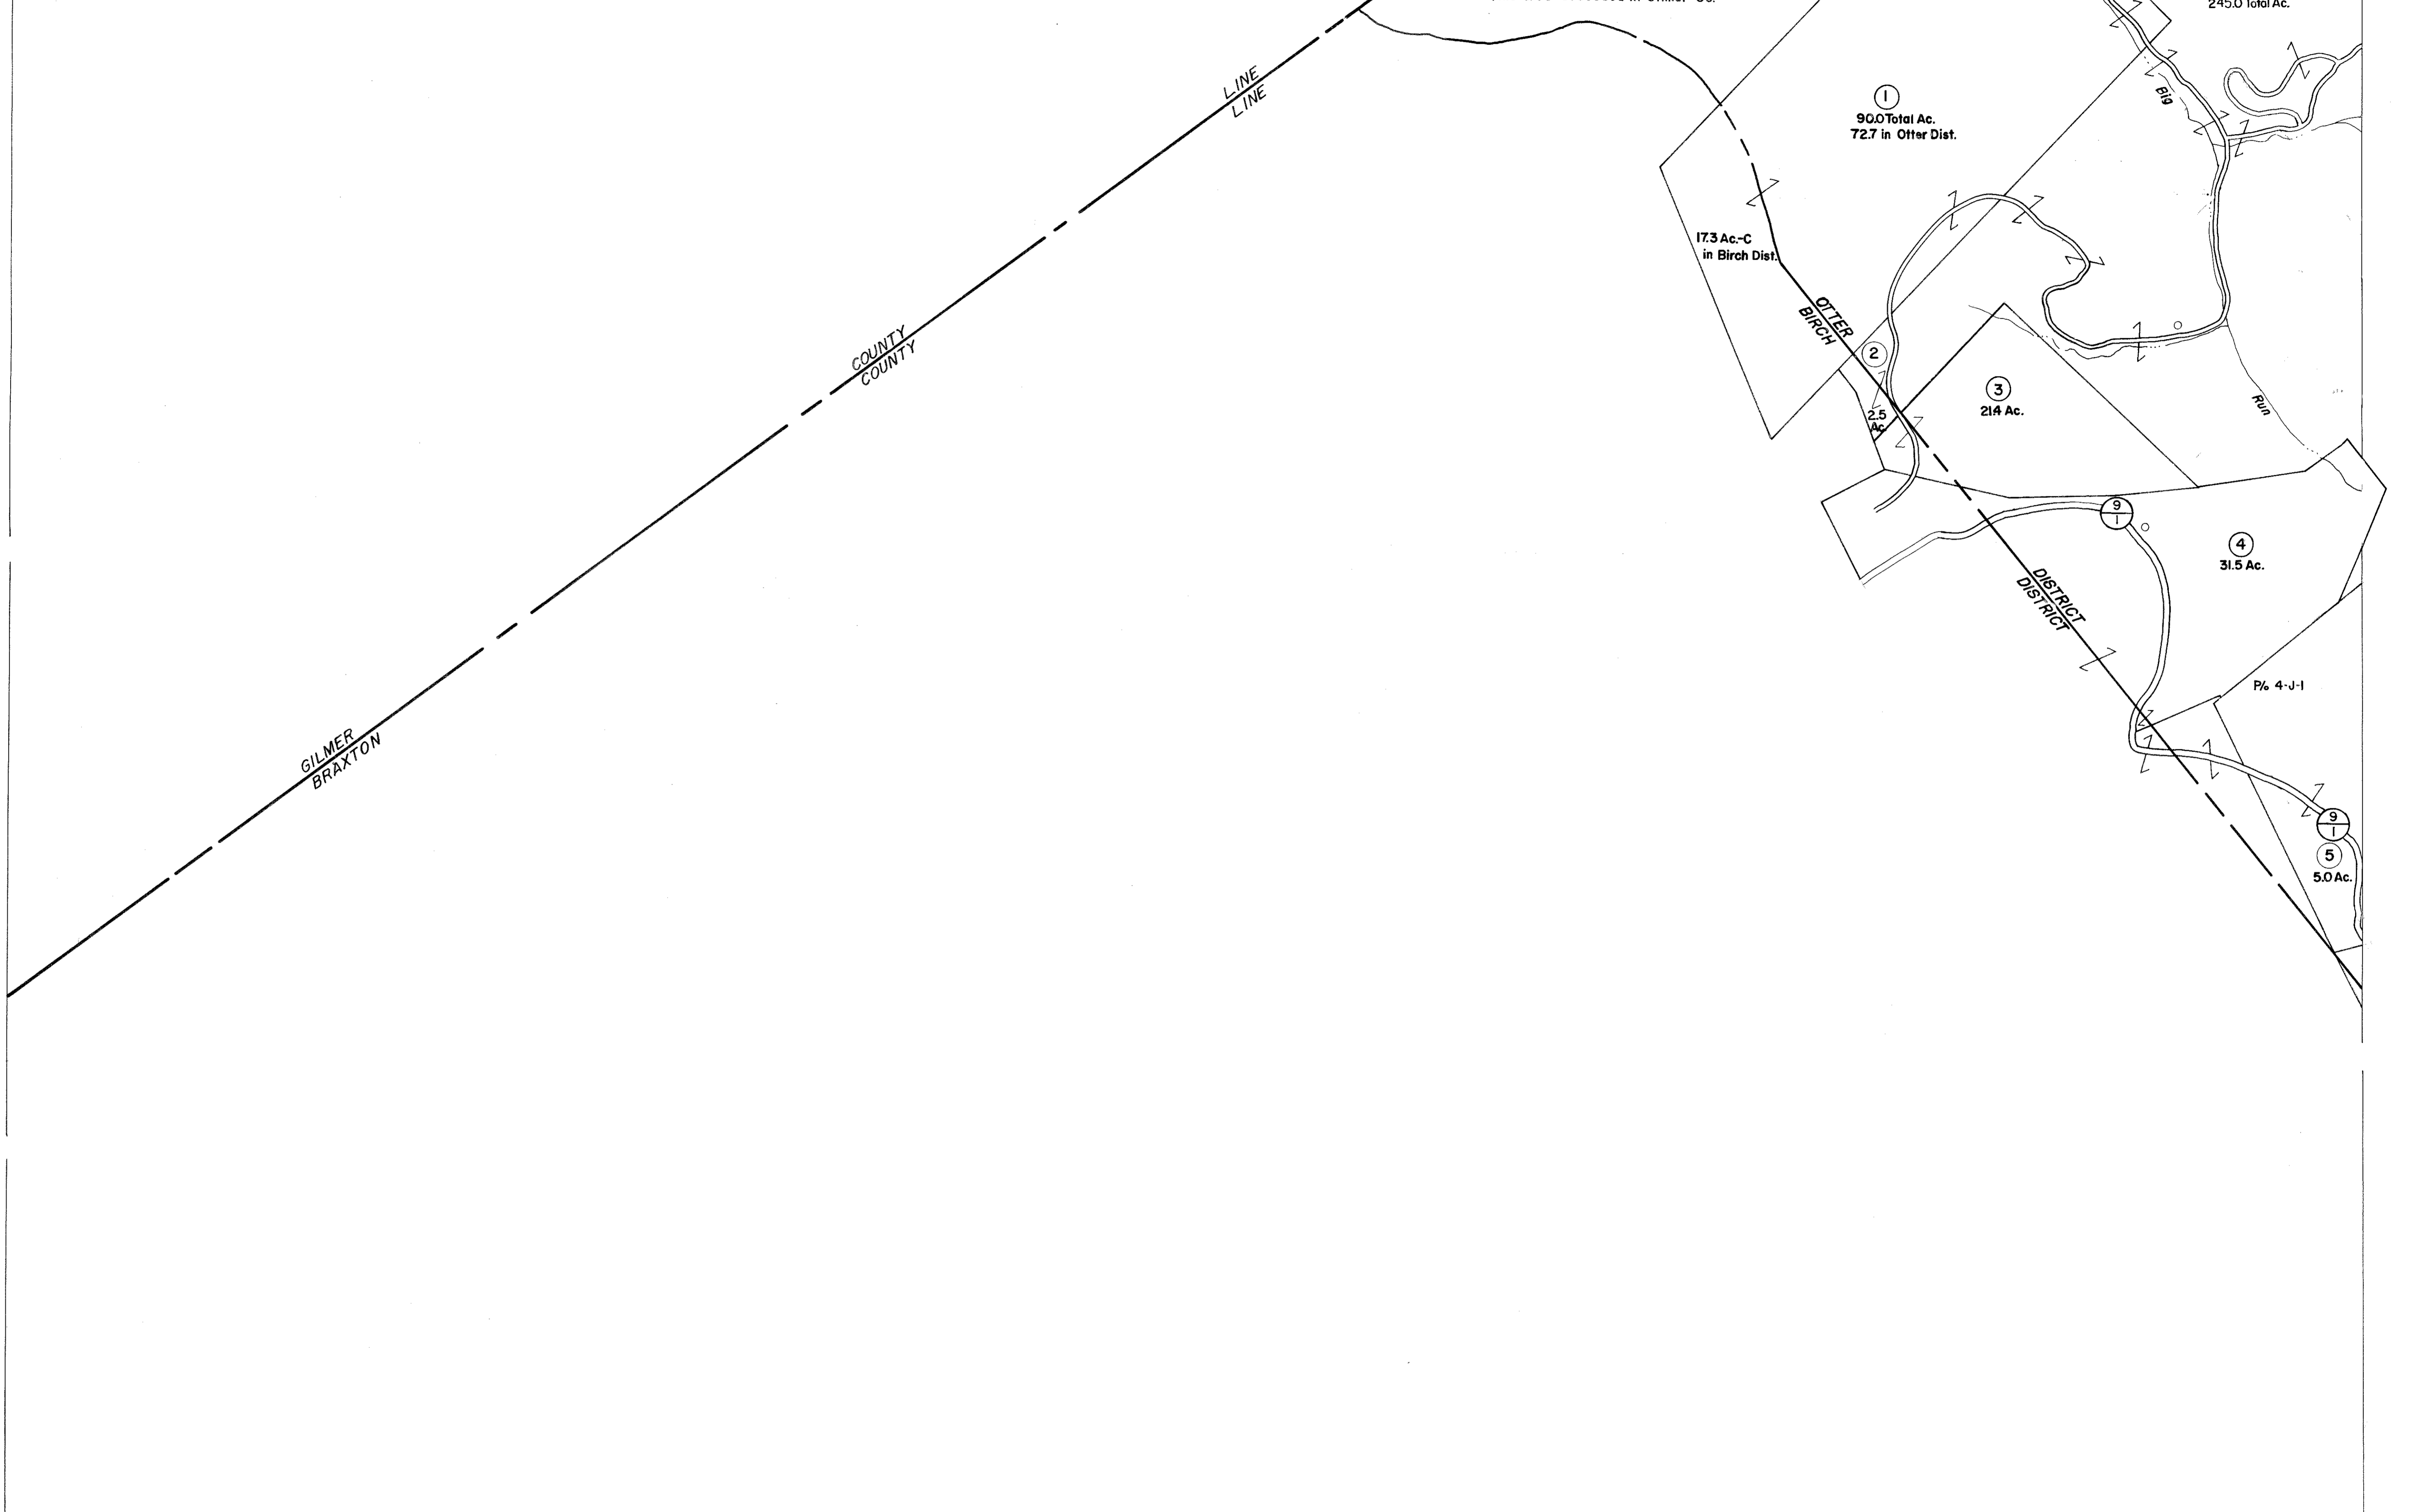 245.0 Total Ac.
LINE
LINE
1
90.0 Total Ac.
72.7 in Otter Dist.
Big
17.3 Ac.-C
in Birch Dist.
OTTER
BIRCH
COUNTY
COUNTY
2
2.5
Ac.
3
21.4 Ac.
Run
9
1
4
31.5 Ac.
DISTRICT
DISTRICT
P/o 4-J-1
GILMER
BRAXTON
9
1
5
5.0 Ac.